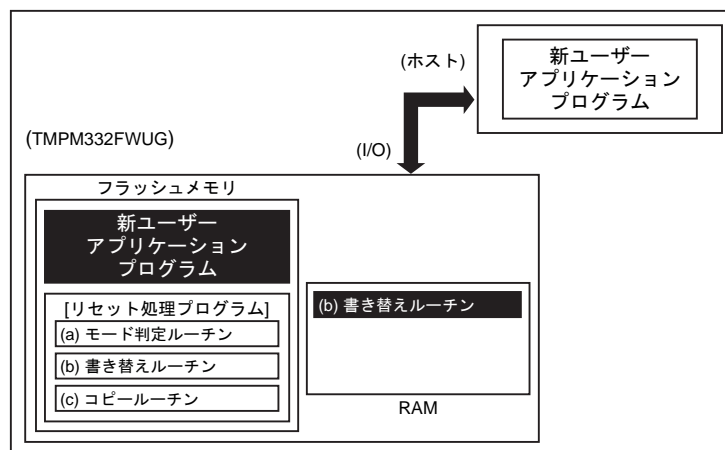 (ホスト)
新ユーザー
アプリケーション
プログラム
(TMPM332FWUG)
(I/O)
フラッシュメモリ
新ユーザー
アプリケーション
プログラム
[リセット処理プログラム]
(a) モード判定ルーチン
(b) 書き替えルーチン
(c) コピールーチン
(b) 書き替えルーチン
RAM